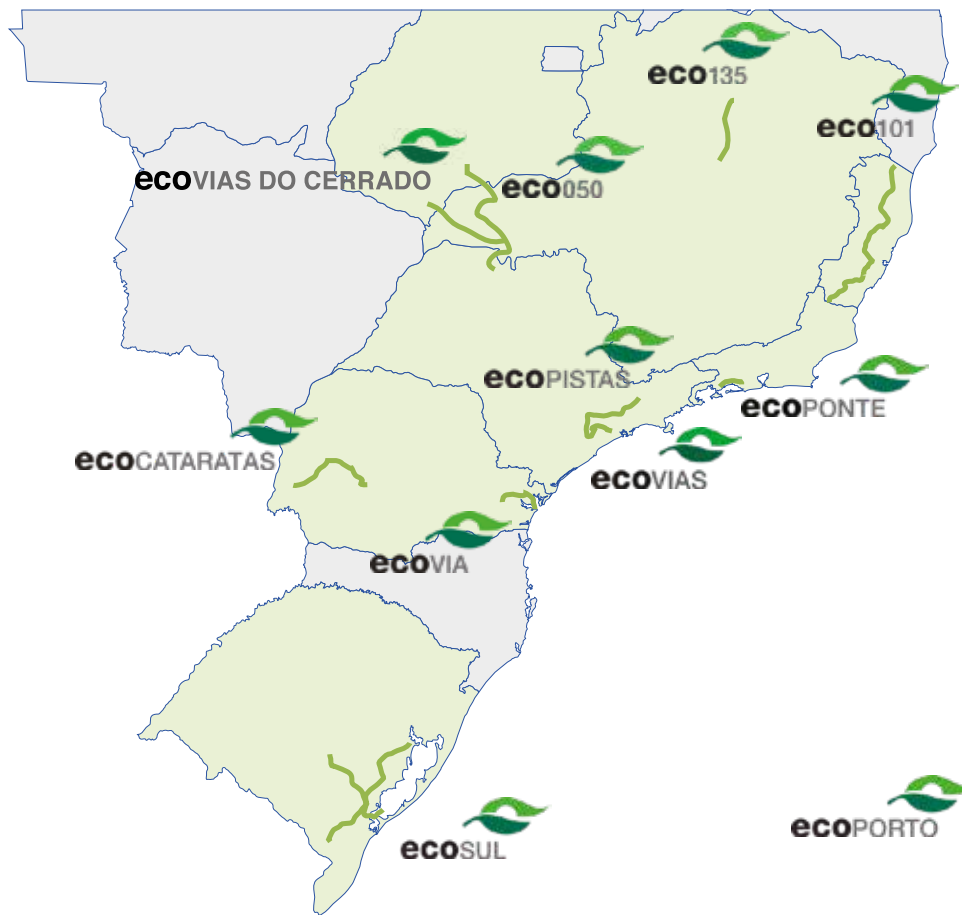 eco135
eco101
ecoVIAS DO CERRADO
eco050
ecoPISTAS
ecoPONTE
ecoCATARATAS
ecoVIAS
ecoVIA
ecoPORTO
ecoSUL